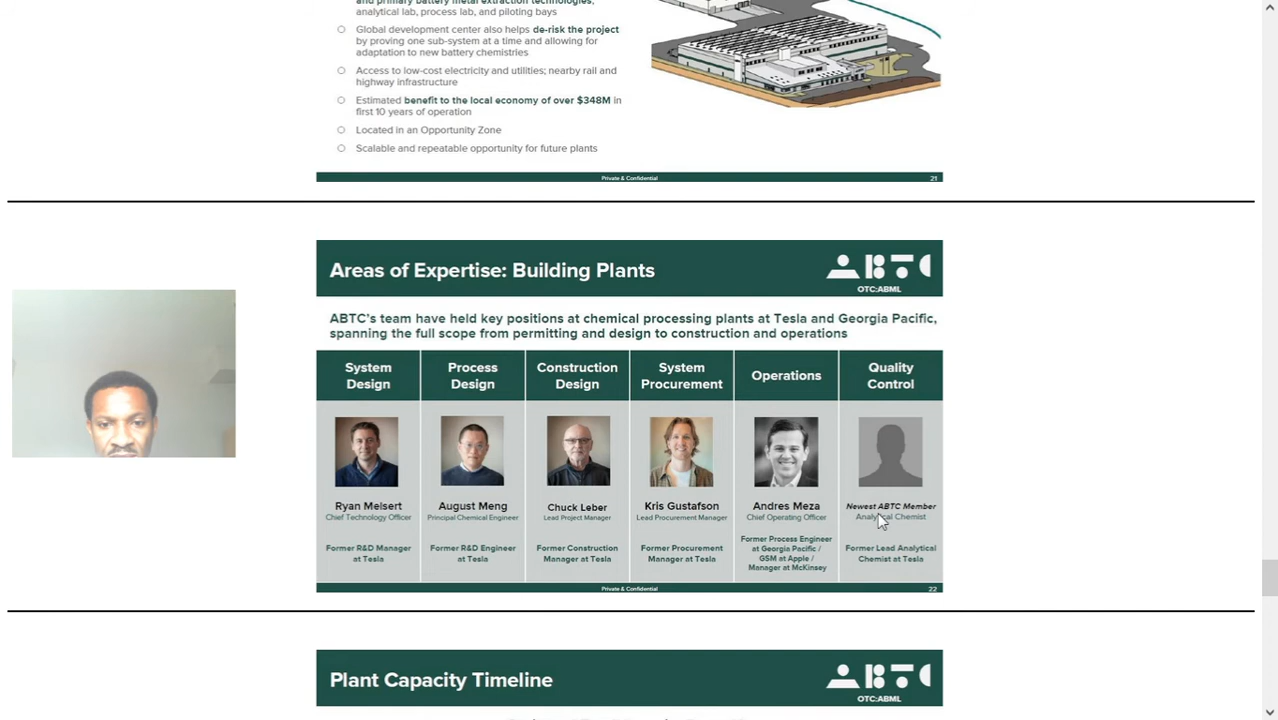 and primary battery metal extraction technologies,
analytical lab, process lab, and piloting bays
Global development center also helps de-risk the project
by proving one sub-system at a time and allowing for
adaptation to new battery chemistries
Access to low-cost electricity and utilities; nearby rail and
highway infrastructure
Estimated benefit to the local economy of over $348M in
first 10 years of operation
Located in an Opportunity Zone
Scalable and repeatable opportunity for future plants
Private & Confidential
21
Areas of Expertise: Building Plants
OTC:ABML
ABTC's team have held key positions at chemical processing plants at Tesla and Georgia Pacific,
spanning the full scope from permitting and design to construction and operations
System
Design
Process
Design
Construction
Design
System
Procurement
Operations
Quality
Control
Ryan Melsert
Chief Technology Officer
Former R&D Manager
at Tesla
August Meng
Principal Chemical Engineer
Former R&D Engineer
at Tesla
Chuck Leber
Lead Project Manager
Former Construction
Manager at Tesla
Kris Gustafson
Lead Procurement Manager
Former Procurement
Manager at Tesla
Andres Meza
Chief Operating Officer
Former Process Engineer
at Georgia Pacific /
GSM at Apple /
Manager at McKinsey
Newest ABTC Member
Analytical Chemist
Former Lead Analytical
Chemist at Tesla
Private & Confidential
22
Plant Capacity Timeline
OTC:ABML